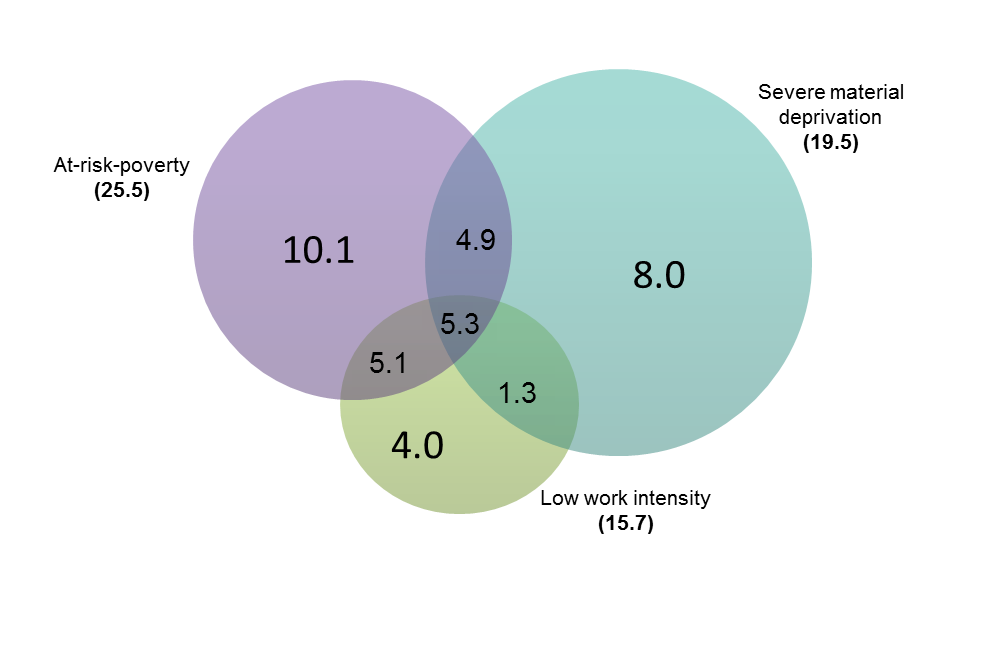 Severe material
deprivation
(19.5)
At-risk-poverty
(25.5)
10.1
4.9
8.0
5.3
5.1
1.3
4.0
Low work intensity
(15.7)